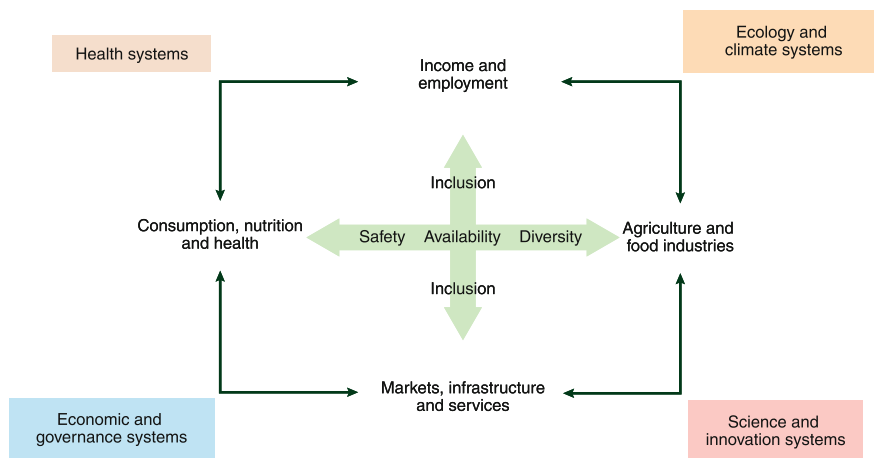 Health systems
Ecology and
climate systems
Income and
employment
Inclusion
Consumption, nutrition
and health
Safety Availability Diversity
Agriculture and
food industries
Inclusion
Markets, infrastructure
and services
Economic and
governance systems
Science and
innovation systems